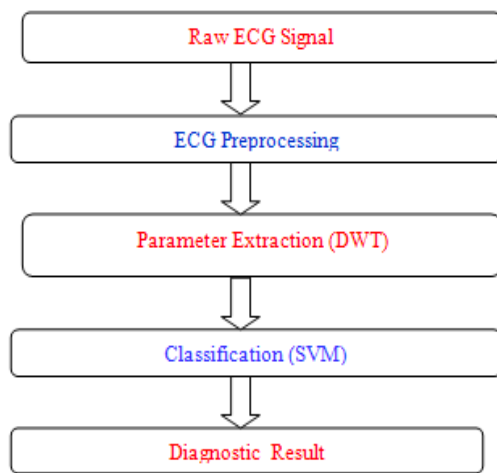 Raw ECG Signal
ECG Preprocessing
Parameter Extraction (DWT)
Classification (SVM)
Diagnostic Result